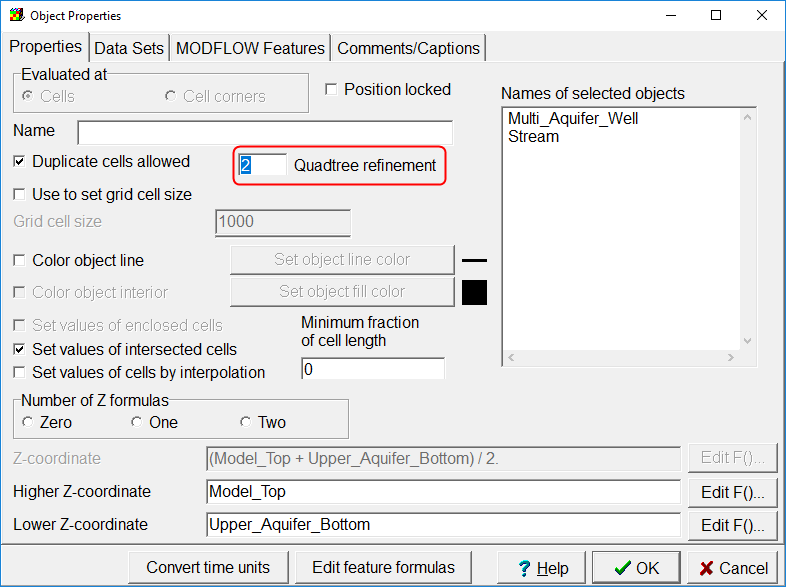 Object Properties
Properties
Data Sets
MODFLOW Features
Comments/Captions
Evaluated at
Cells
Cell corners
Position locked
Names of selected objects
Multi_Aquifer_Well
Stream
Name
Duplicate cells allowed
2
Quadtree refinement
Use to set grid cell size
Grid cell size
1000
Color object line
Set object line color
Color object interior
Set object fill color
Set values of enclosed cells
Set values of intersected cells
Set values of cells by interpolation
Minimum fraction
of cell length
0
Number of Z formulas
Zero
One
Two
Z-coordinate
(Model_Top + Upper_Aquifer_Bottom) / 2.
Edit F()...
Higher Z-coordinate
Model_Top
Edit F()...
Lower Z-coordinate
Upper_Aquifer_Bottom
Edit F()...
Convert time units
Edit feature formulas
? Help
OK
Cancel